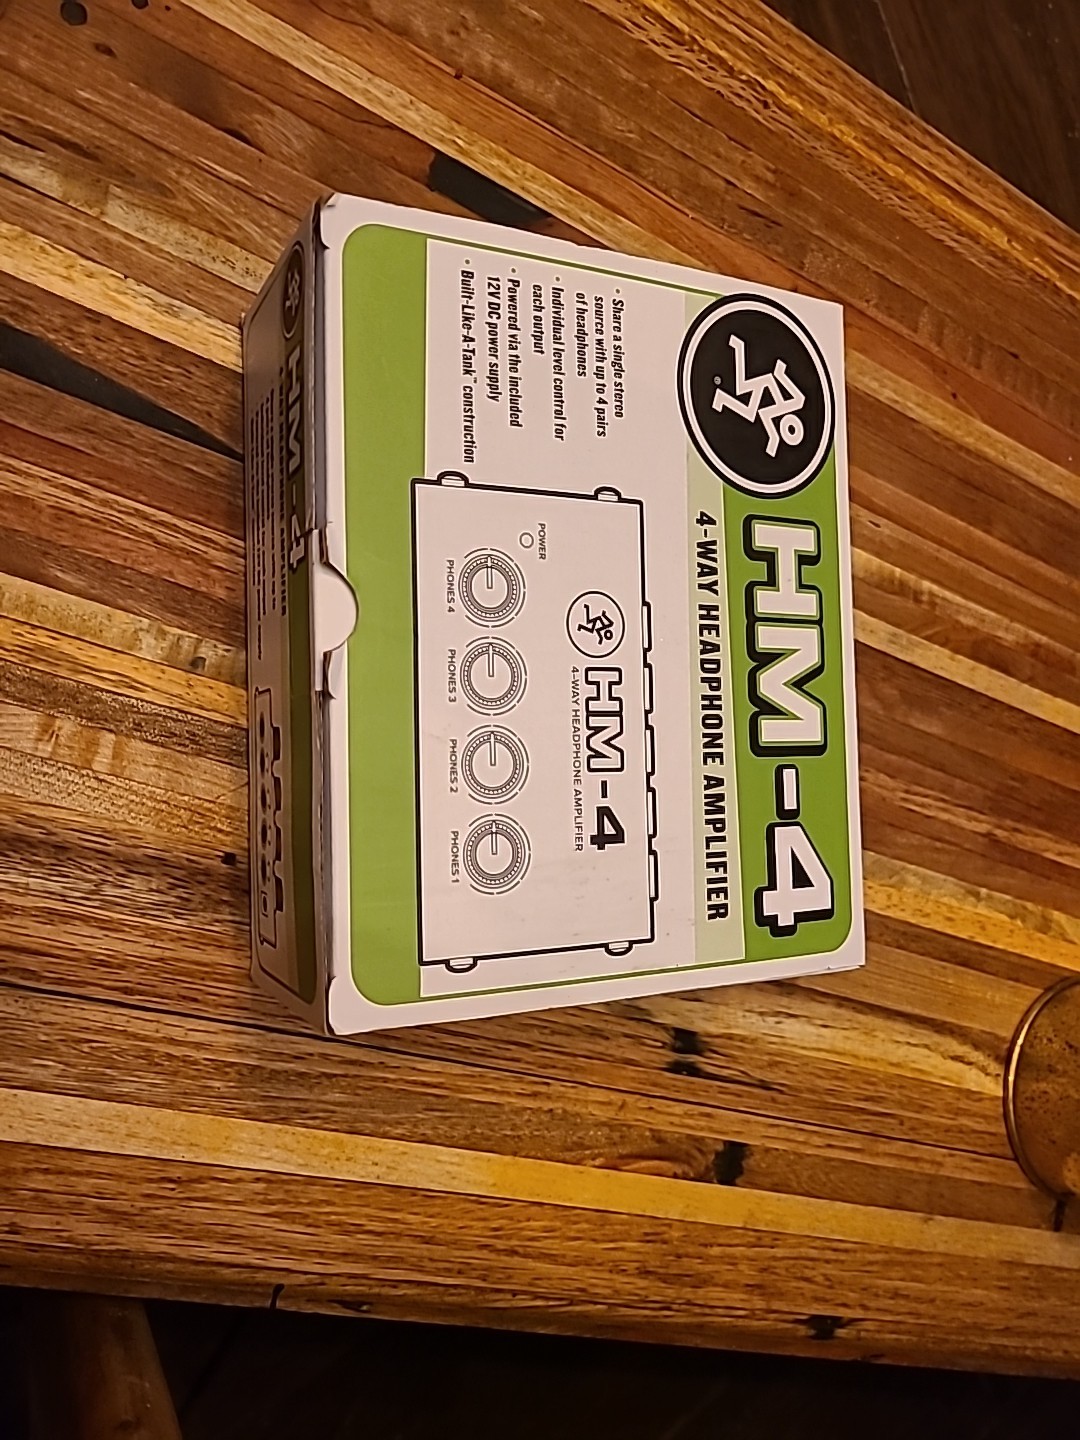 HM-4
4-WAY HEADPHONE AMPLIFIER
• Share a single stereo
source with up to 4 pairs
of headphones
• Individual level control for
each output
• Powered via the included
12V DC power supply
• Built-Like-A-Tank™ construction
HM-4
4-WAY HEADPHONE AMPLIFIER
POWER
PHONES 4
PHONES 3
PHONES 2
PHONES 1
HM-4